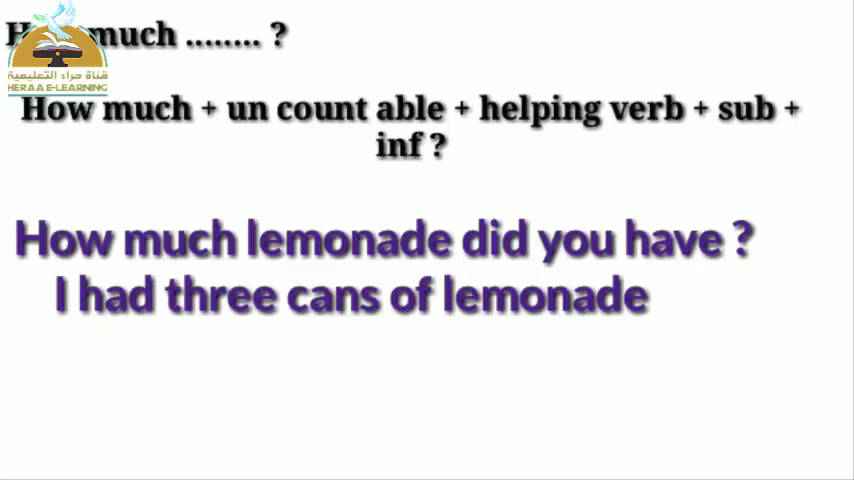 much ........ ?
قناة حراء التعليمية
HERAA E-LEARNING
How much + un count able + helping verb + sub +
inf ?
How much lemonade did you have ?
I had three cans of lemonade